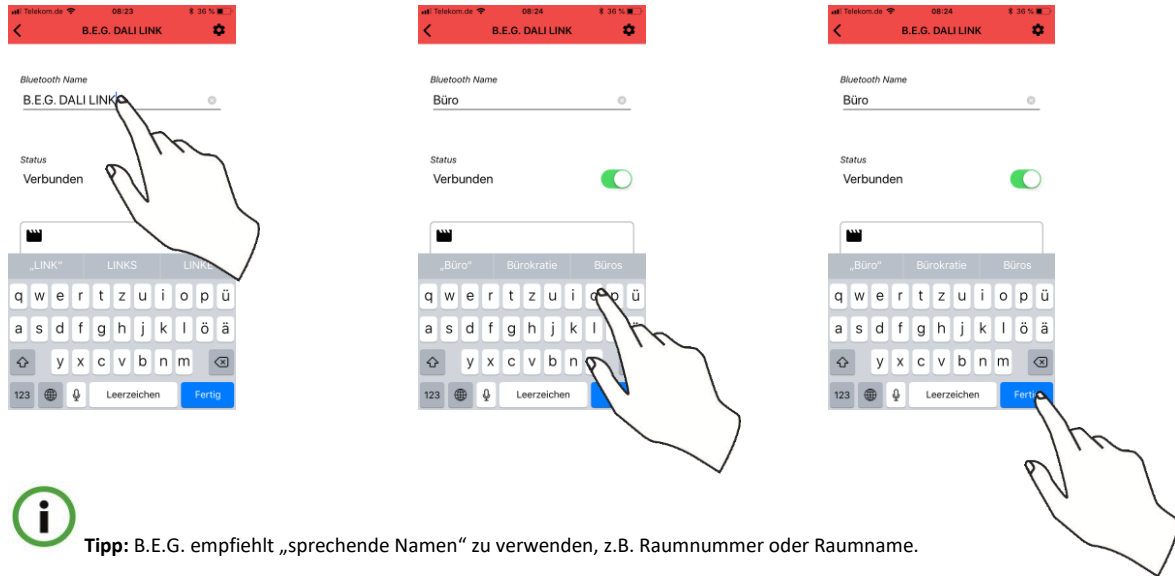 Telekom.de 08:23 36 %
B.E.G. DALI LINK
Bluetooth Name
B.E.G. DALI LINK
Status
Verbunden
„LINK“ LINKS
q w e r t z u i o p ü
a s d f g h j k l ö ä
y x c v b n m
123 Leerzeichen Fertig
Telekom.de 08:24 36 %
B.E.G. DALI LINK
Bluetooth Name
Büro
Status
Verbunden
„Büro“ Bürokratie Büros
q w e r t z u i o p ü
a s d f g h j k l
y x c v b n
123 Leerzeichen
Telekom.de 08:24 36 %
B.E.G. DALI LINK
Bluetooth Name
Büro
Status
Verbunden
„Büro“ Bürokratie Büros
q w e r t z u i o p ü
a s d f g h j k l ö ä
y x c v b n m
123 Leerzeichen Fertig
i
Tipp: B.E.G. empfiehlt „sprechende Namen“ zu verwenden, z.B. Raumnummer oder Raumname.